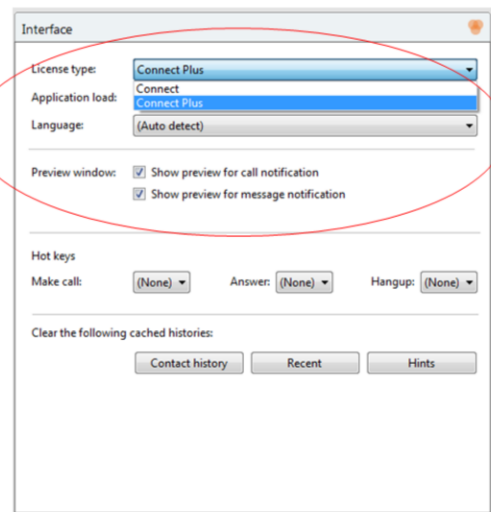 Interface
License type: Connect Plus
Connect
Application load: Connect Plus
Language: (Auto detect)
Preview window: Show preview for call notification
Show preview for message notification
Hot keys
Make call: (None) Answer: (None) Hangup: (None)
Clear the following cached histories:
Contact history Recent Hints